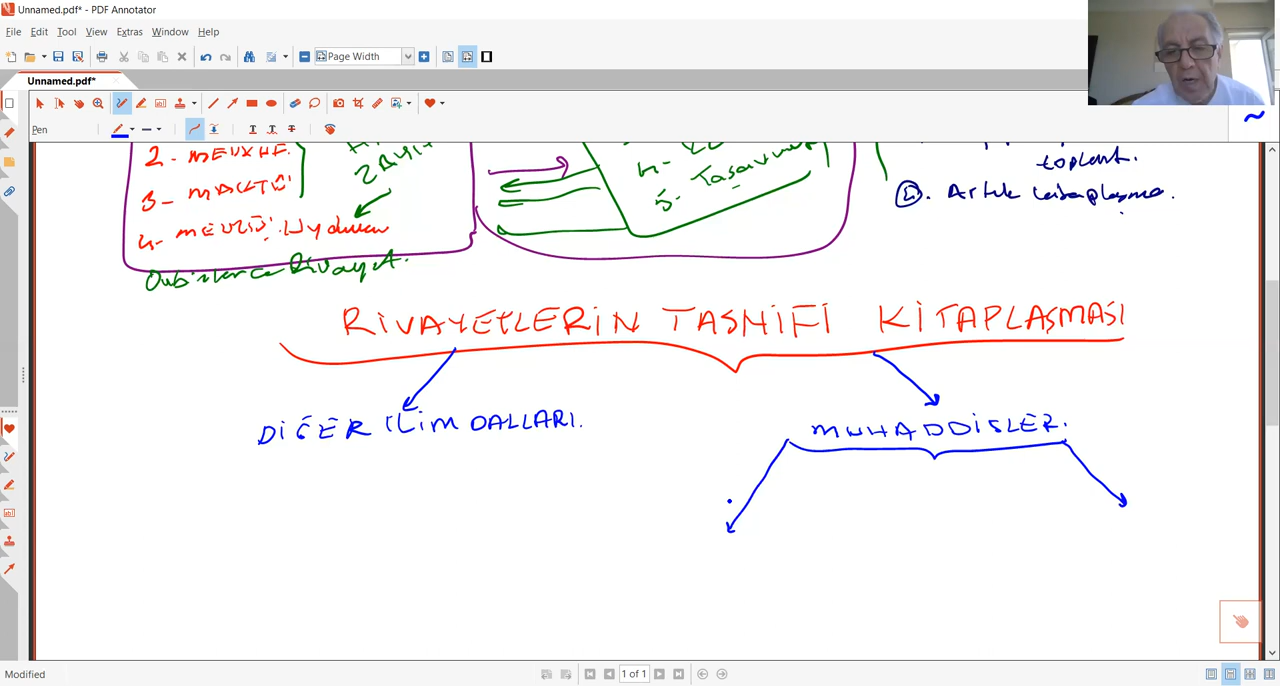 Unnamed.pdf* - PDF Annotator
File Edit Tool View Extras Window Help
Page Width
Unnamed.pdf*
Pen
2- MEVKUF
toplant.
3- MAKTU
5- Tasavvuf
2. Artık kitaplaşma.
4- MEVZU: Uydurma
Rivayet.
RİVAYETLERİN TASNİFİ KİTAPLAŞMASI
DİĞER İLİM DALLARI.
MUHADDİSLER.
Modified
1 of 1